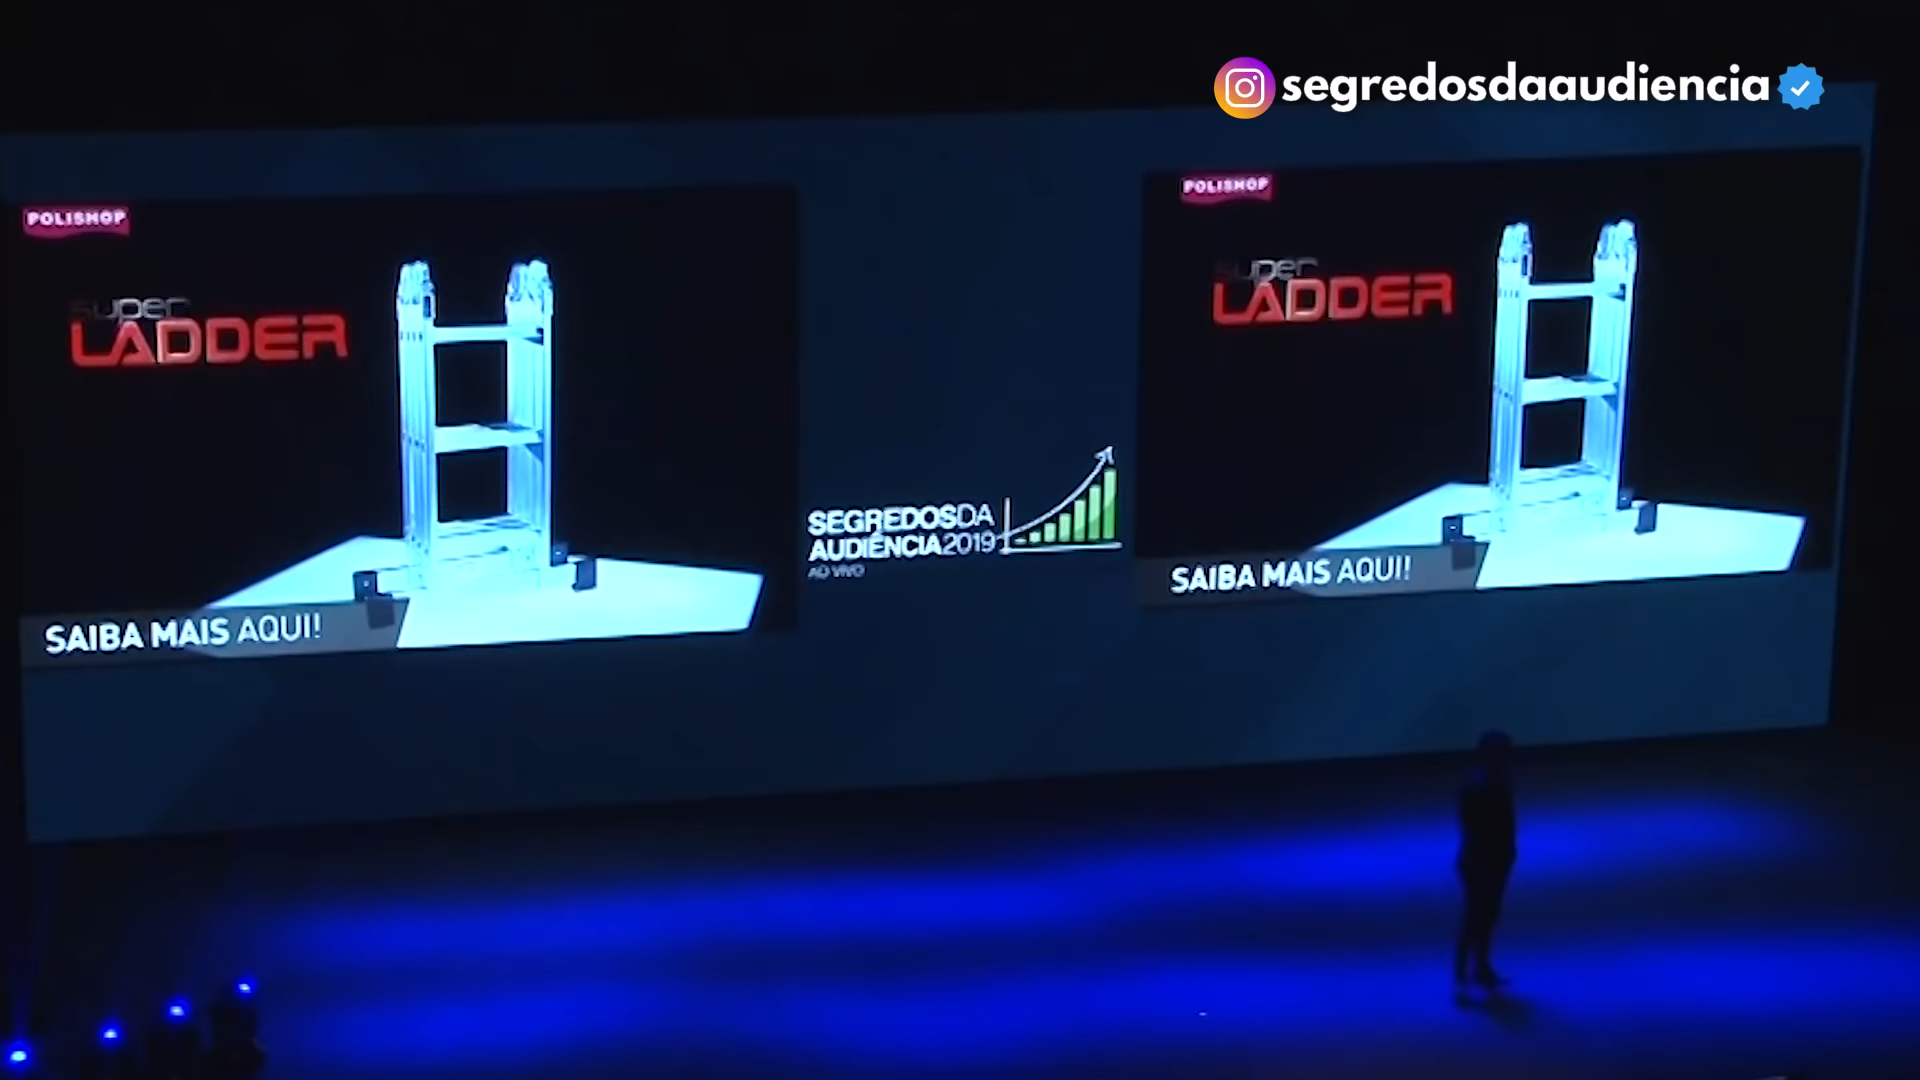 segredosdaaudiencia
POLISHOP
super
LADDER
SAIBA MAIS AQUI!
SEGREDOSDA
AUDIÊNCIA2019
AO VIVO
POLISHOP
super
LADDER
SAIBA MAIS AQUI!